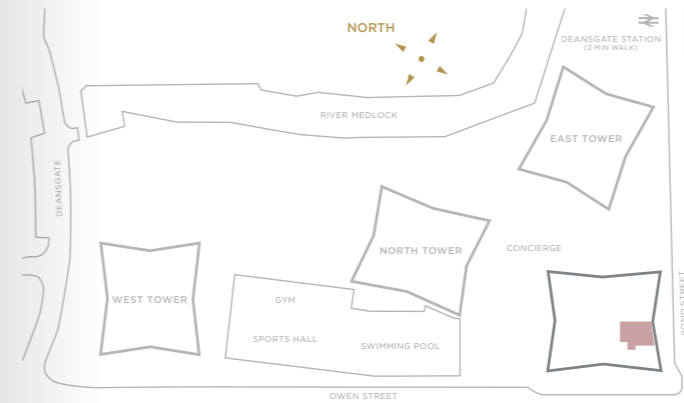 NORTH
DEANSGATE STATION
(2 MIN WALK)
RIVER MEDLOCK
EAST TOWER
DEANSGATE
NORTH TOWER
CONCIERGE
WEST TOWER
GYM
SPORTS HALL
SWIMMING POOL
STREET
OWEN STREET